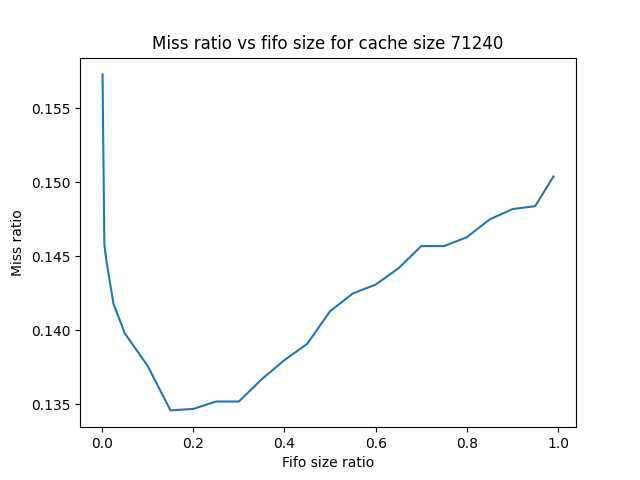 Miss ratio vs fifo size for cache size 71240
Miss ratio
0.155
0.150
0.145
0.140
0.135
0.0 0.2 0.4 0.6 0.8 1.0
Fifo size ratio